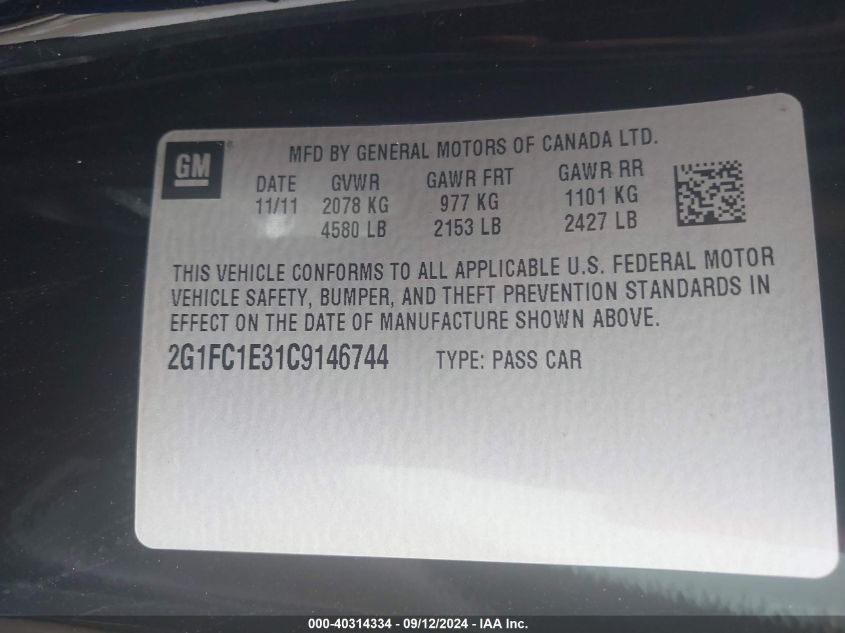 GM®
MFD BY GENERAL MOTORS OF CANADA LTD.
DATE GVWR GAWR FRT GAWR RR
11/11 2078 KG 977 KG 1101 KG
4580 LB 2153 LB 2427 LB
THIS VEHICLE CONFORMS TO ALL APPLICABLE U.S. FEDERAL MOTOR
VEHICLE SAFETY, BUMPER, AND THEFT PREVENTION STANDARDS IN
EFFECT ON THE DATE OF MANUFACTURE SHOWN ABOVE.
2G1FC1E31C9146744 TYPE: PASS CAR
000-40314334 - 09/12/2024 - IAA Inc.